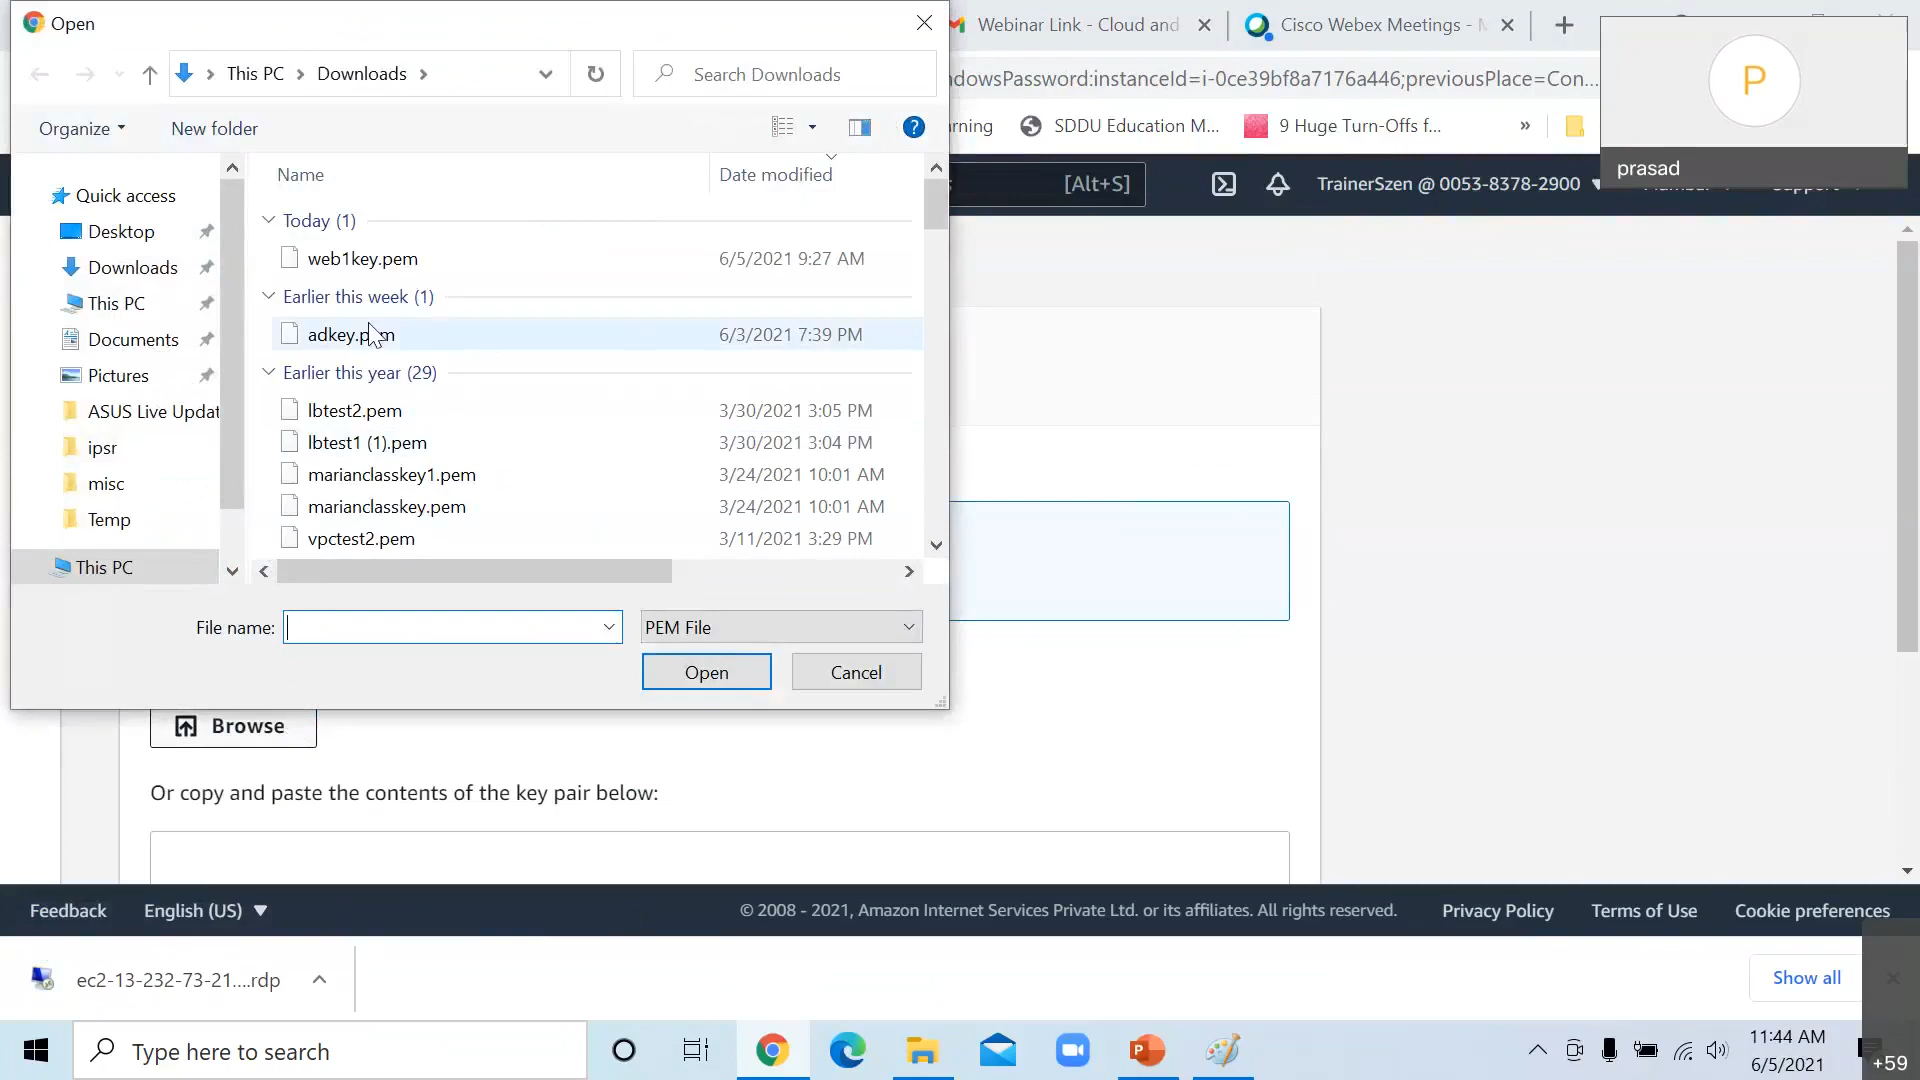 Open
Webinar Link - Cloud and
Cisco Webex Meetings -
This PC
Downloads
Search Downloads
dowsPassword:instanceId=i-0ce39bf8a7176a446;previousPlace=Con...
P
prasad
Organize
New folder
rning
SDDU Education M...
9 Huge Turn-Offs f...
»
Name
Date modified
[Alt+S]
TrainerSzen @ 0053-8378-2900
Quick access
Desktop
Downloads
This PC
Documents
Pictures
ASUS Live Updat
ipsr
misc
Temp
This PC
Today (1)
web1key.pem
6/5/2021 9:27 AM
Earlier this week (1)
adkey.pem
6/3/2021 7:39 PM
Earlier this year (29)
lbtest2.pem
3/30/2021 3:05 PM
lbtest1 (1).pem
3/30/2021 3:04 PM
marianclasskey1.pem
3/24/2021 10:01 AM
marianclasskey.pem
3/24/2021 10:01 AM
vpctest2.pem
3/11/2021 3:29 PM
File name:
PEM File
Open
Cancel
Browse
Or copy and paste the contents of the key pair below:
Feedback
English (US)
© 2008 - 2021, Amazon Internet Services Private Ltd. or its affiliates. All rights reserved.
Privacy Policy
Terms of Use
Cookie preferences
ec2-13-232-73-21....rdp
Show all
Type here to search
11:44 AM
6/5/2021
+59